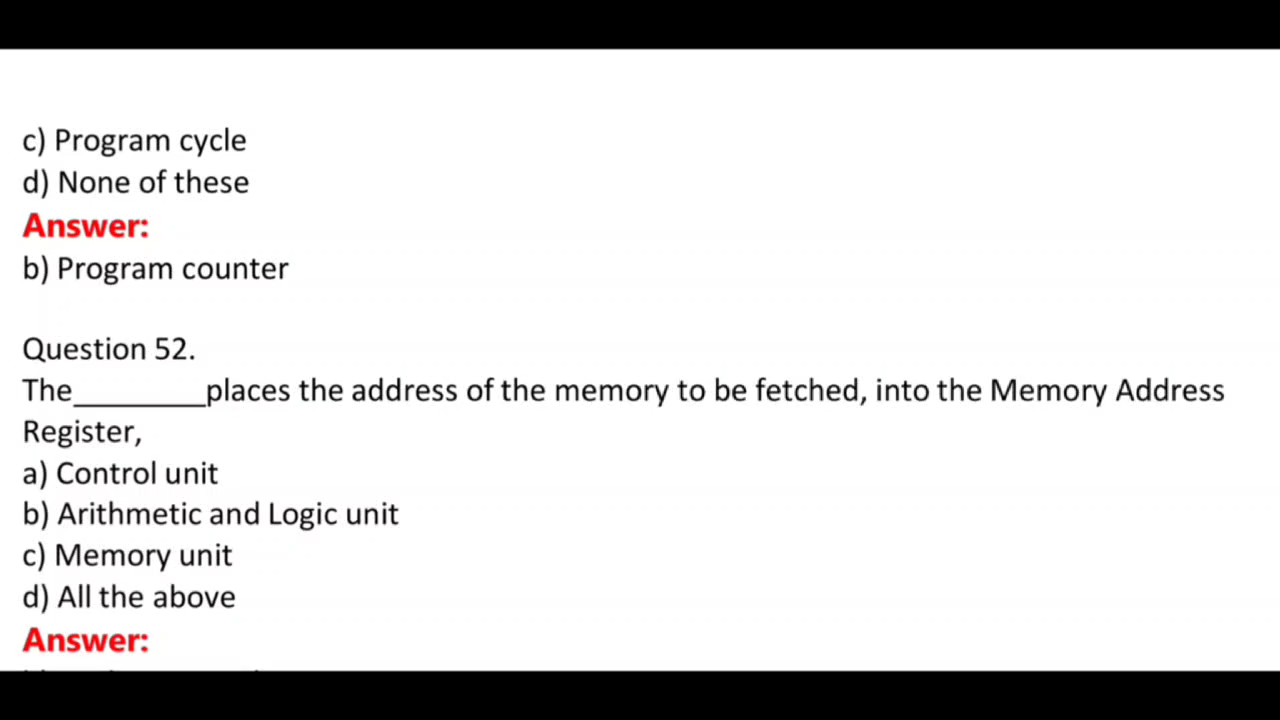 c) Program cycle
d) None of these
Answer:
b) Program counter
Question 52.
The________places the address of the memory to be fetched, into the Memory Address
Register,
a) Control unit
b) Arithmetic and Logic unit
c) Memory unit
d) All the above
Answer: